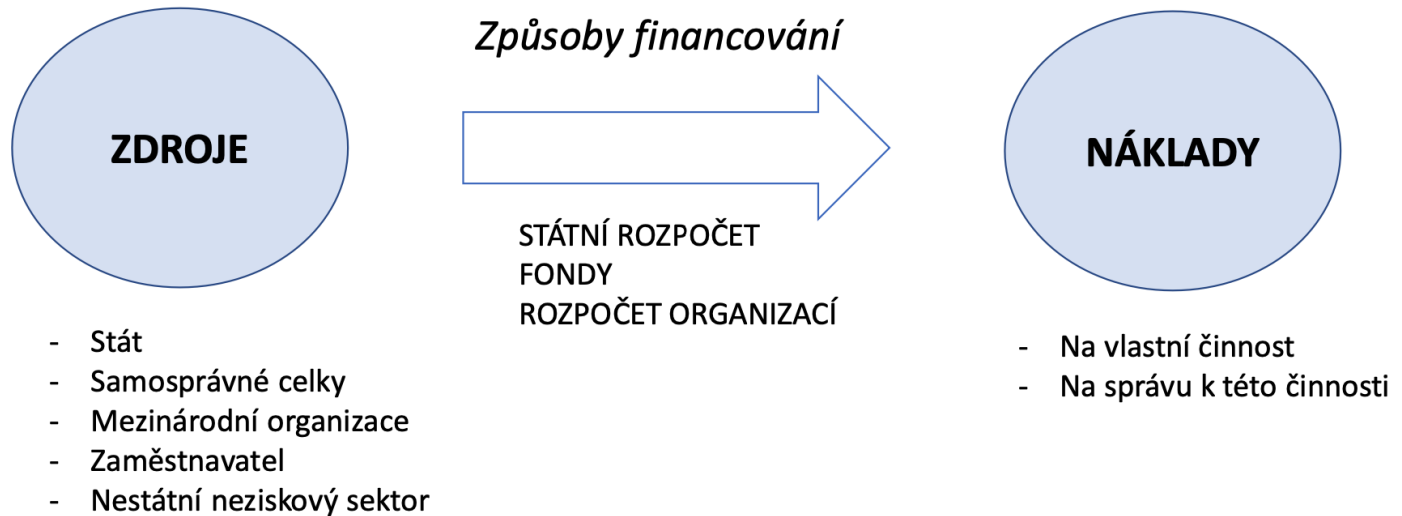 Způsoby financování
ZDROJE
NÁKLADY
STÁTNÍ ROZPOČET
FONDY
ROZPOČET ORGANIZACÍ
- Stát
- Samosprávné celky
- Mezinárodní organizace
- Zaměstnavatel
- Nestátní neziskový sektor
- Na vlastní činnost
- Na správu k této činnosti